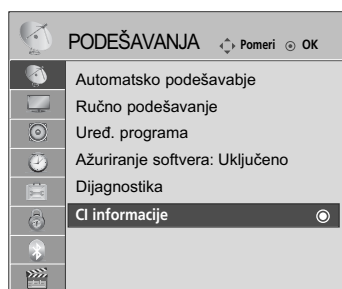 PODEŠAVANJA Pomeri OK
Automatsko podešavabje
Ručno podešavanje
Uređ. programa
Ažuriranje softvera: Uključeno
Dijagnostika
CI informacije